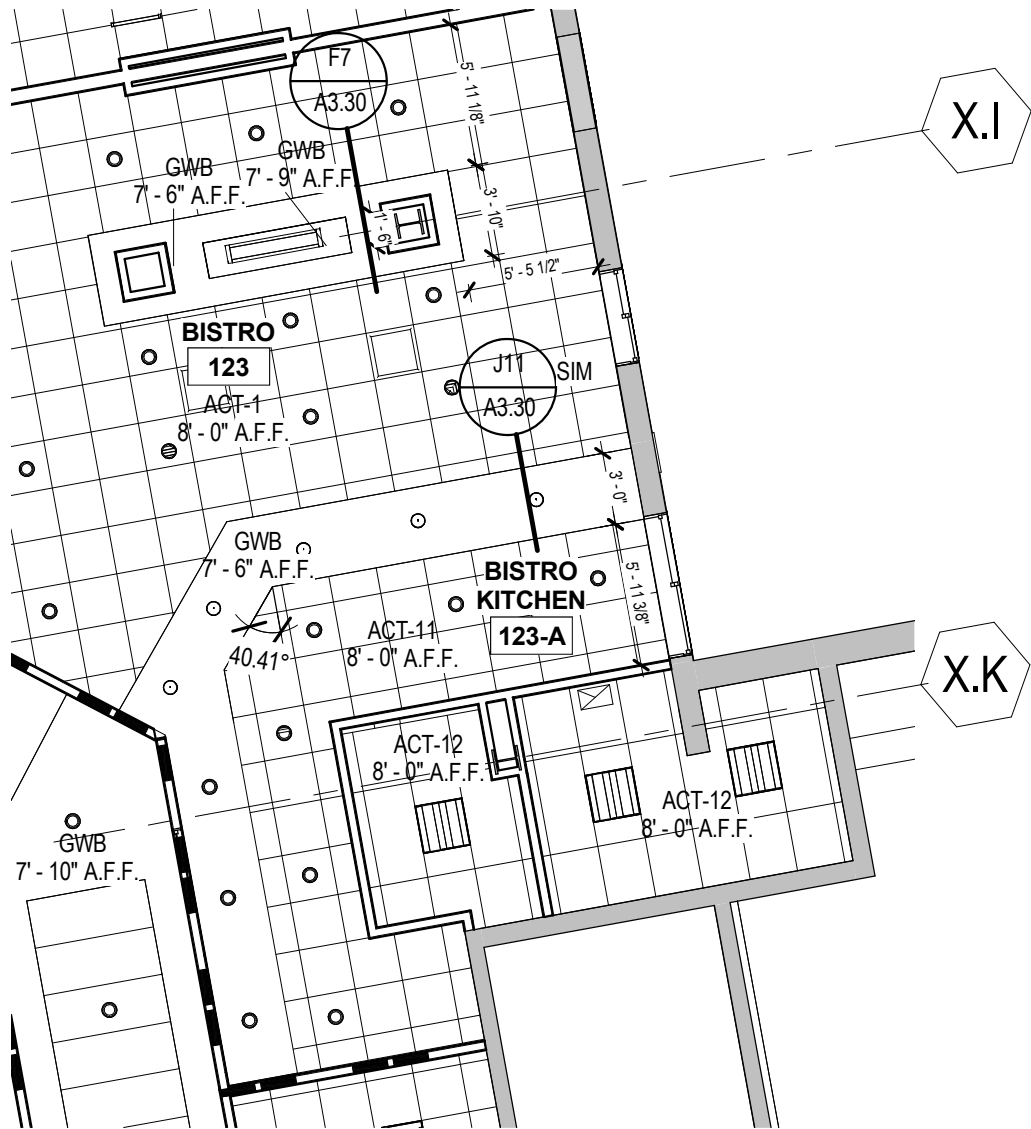 F7
A3.30
5' - 11 1/8"
X.I
GWB
7' - 6" A.F.F.
GWB
7' - 9" A.F.F.
3' - 10"
1' - 6"
5' - 5 1/2"
BISTRO
123
ACT-1
8' - 0" A.F.F.
J11
A3.30
SIM
3' - 0"
GWB
7' - 6" A.F.F.
BISTRO
KITCHEN
123-A
5' - 11 3/8"
40.41°
ACT-11
8' - 0" A.F.F.
X.K
ACT-12
8' - 0" A.F.F.
ACT-12
8' - 0" A.F.F.
GWB
7' - 10" A.F.F.